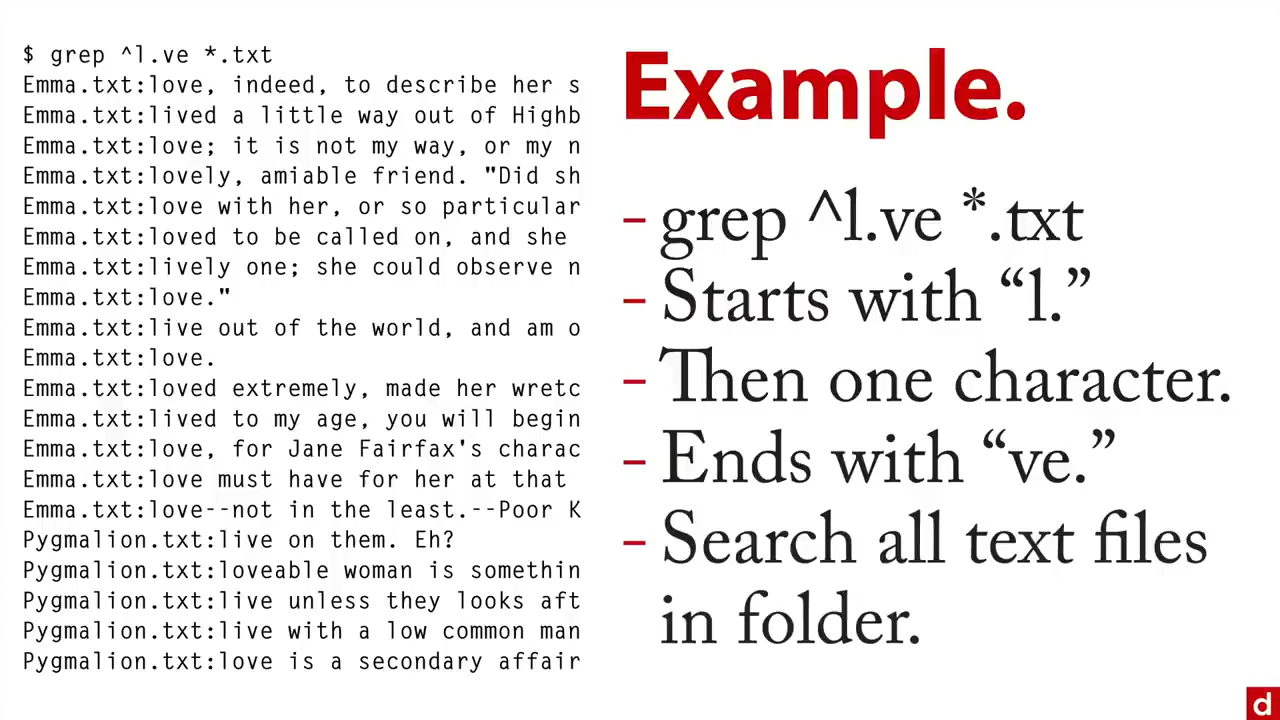 $ grep ^l.ve *.txt
Emma.txt:love, indeed, to describe her s
Emma.txt:lived a little way out of Highb
Emma.txt:love; it is not my way, or my n
Emma.txt:lovely, amiable friend. "Did sh
Emma.txt:love with her, or so particular
Emma.txt:loved to be called on, and she
Emma.txt:lively one; she could observe n
Emma.txt:love."
Emma.txt:live out of the world, and am o
Emma.txt:love.
Emma.txt:loved extremely, made her wretc
Emma.txt:lived to my age, you will begin
Emma.txt:love, for Jane Fairfax's charac
Emma.txt:love must have for her at that
Emma.txt:love--not in the least.--Poor K
Pygmalion.txt:live on them. Eh?
Pygmalion.txt:loveable woman is somethin
Pygmalion.txt:live unless they looks aft
Pygmalion.txt:live with a low common man
Pygmalion.txt:love is a secondary affair
Example.
– grep ^l.ve *.txt
– Starts with “l.”
– Then one character.
– Ends with “ve.”
– Search all text files
in folder.
d